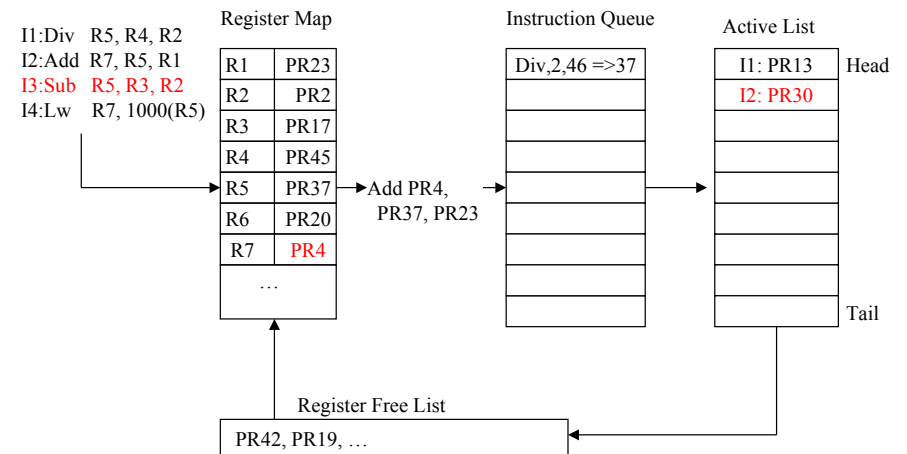 Register Map
Instruction Queue
Active List
I1:Div R5, R4, R2
I2:Add R7, R5, R1
I3:Sub R5, R3, R2
I4:Lw R7, 1000(R5)
R1 PR23
R2 PR2
R3 PR17
R4 PR45
R5 PR37
R6 PR20
R7 PR4
…
Add PR4,
PR37, PR23
Div,2,46 =>37
I1: PR13
I2: PR30
Head
Tail
Register Free List
PR42, PR19, …